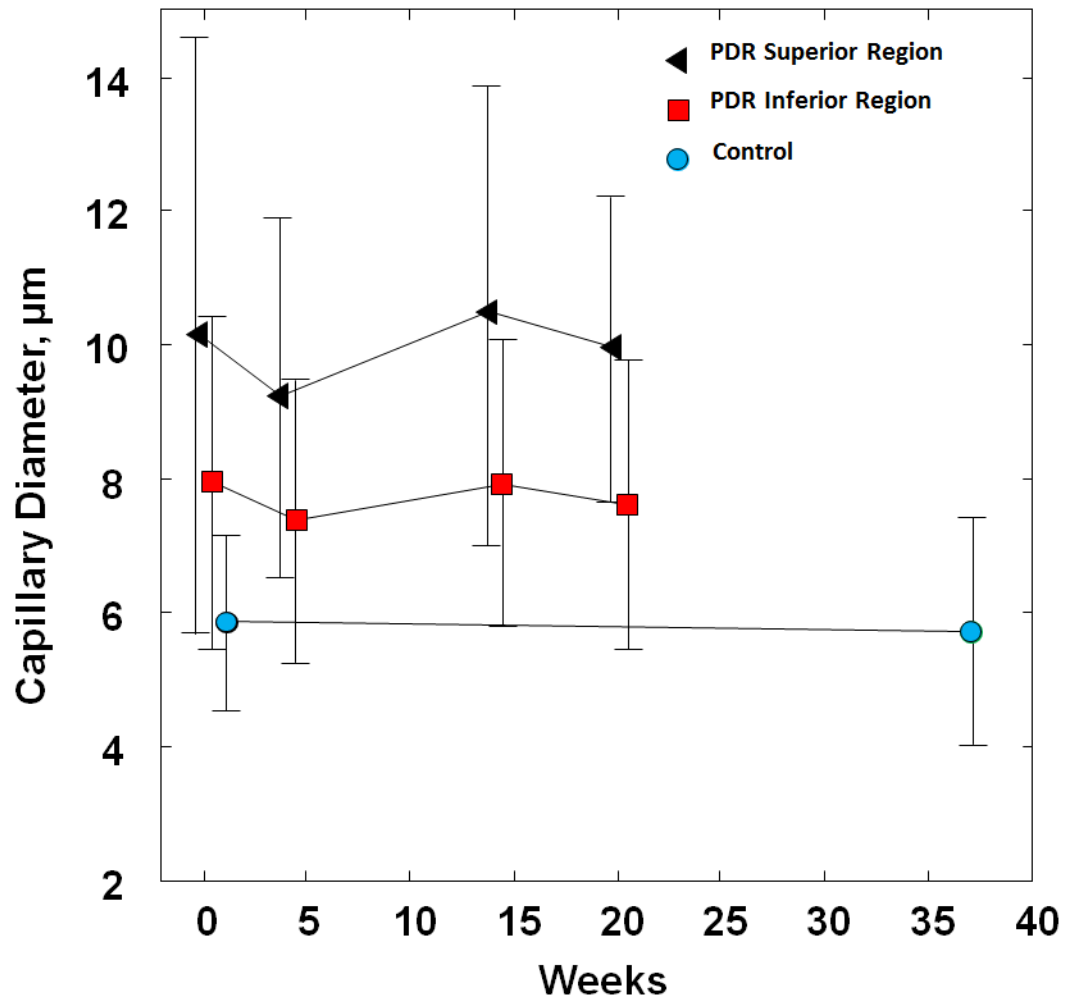 PDR Superior Region
PDR Inferior Region
Control
Capillary Diameter, µm
14
12
10
8
6
4
2
0 5 10 15 20 25 30 35 40
Weeks